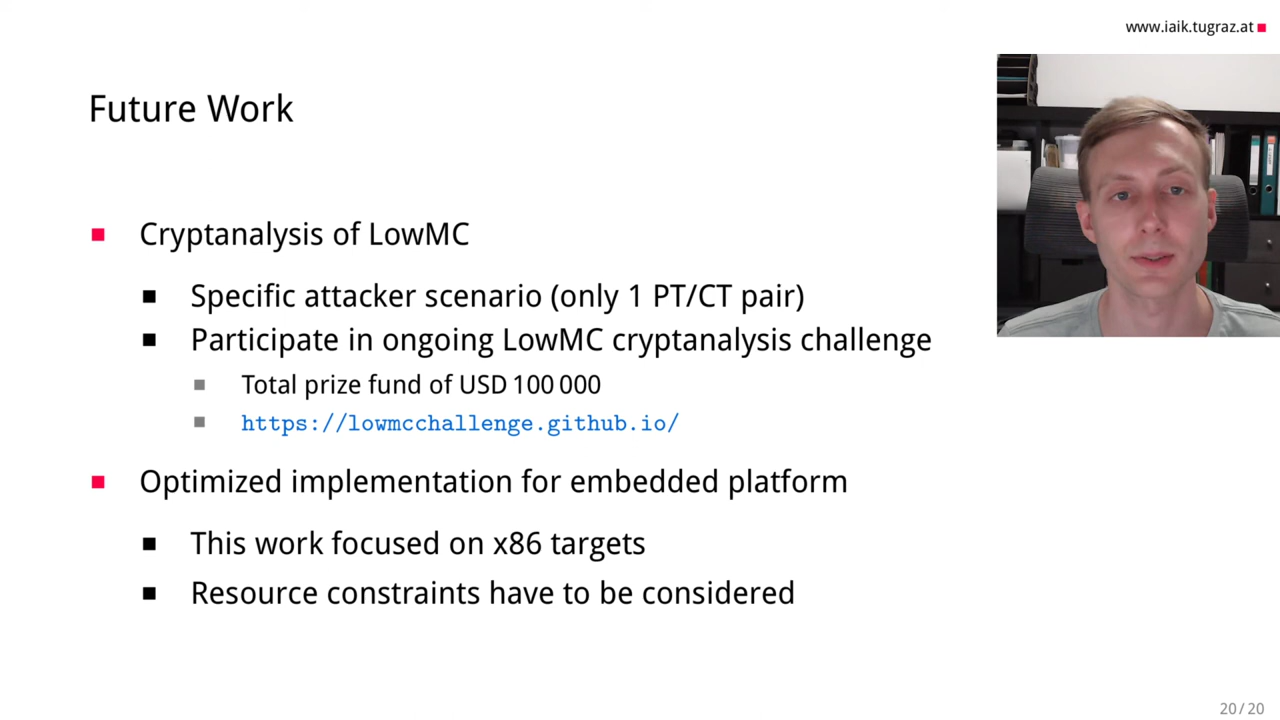 www.iaik.tugraz.at
Future Work
Cryptanalysis of LowMC
Specific attacker scenario (only 1 PT/CT pair)
Participate in ongoing LowMC cryptanalysis challenge
Total prize fund of USD 100 000
https://lowmcchallenge.github.io/
Optimized implementation for embedded platform
This work focused on x86 targets
Resource constraints have to be considered
20 / 20